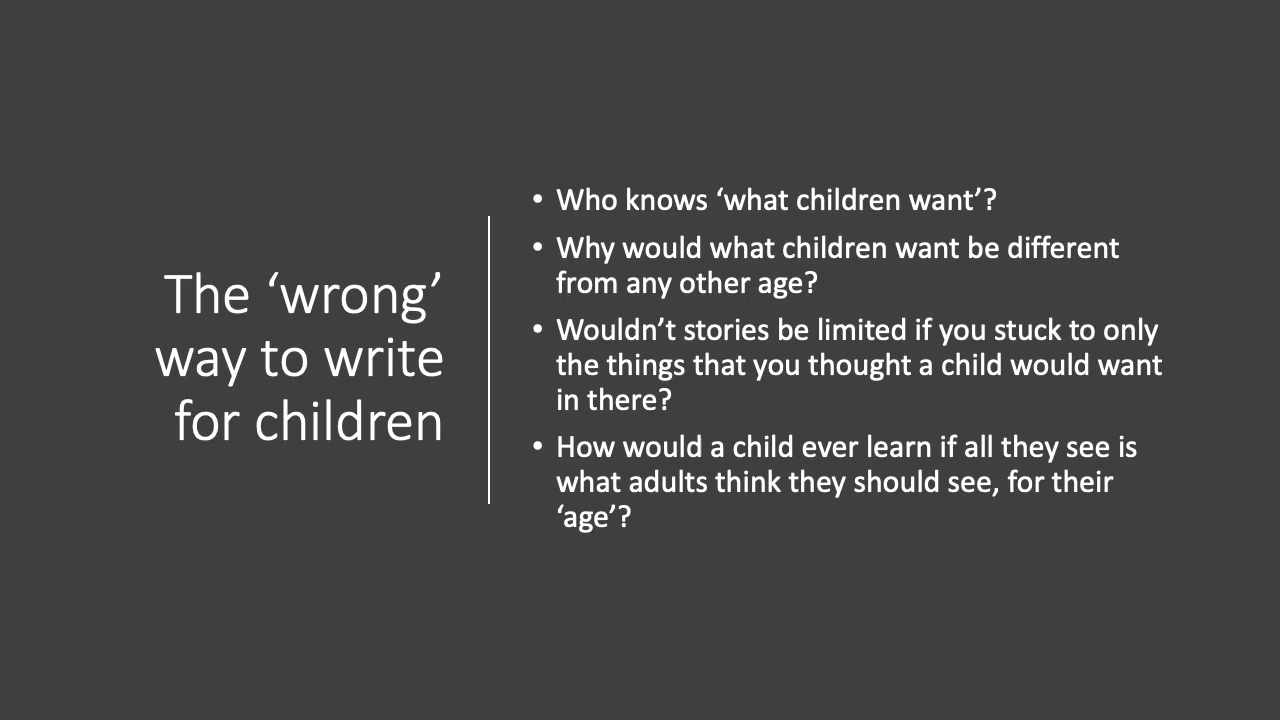 The ‘wrong’
way to write
for children
• Who knows ‘what children want’?
• Why would what children want be different
from any other age?
• Wouldn’t stories be limited if you stuck to only
the things that you thought a child would want
in there?
• How would a child ever learn if all they see is
what adults think they should see, for their
‘age’?